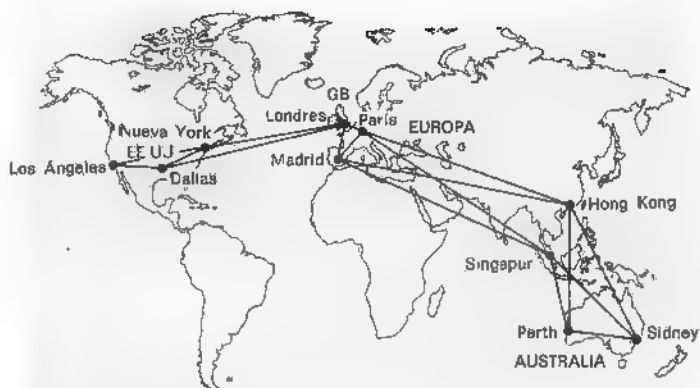 GB
Londres
París
Nueva York
EUROPA
EE UU
Los Ángeles
Madrid
Dallas
Hong Kong
Singapur
Perth
Sidney
AUSTRALIA